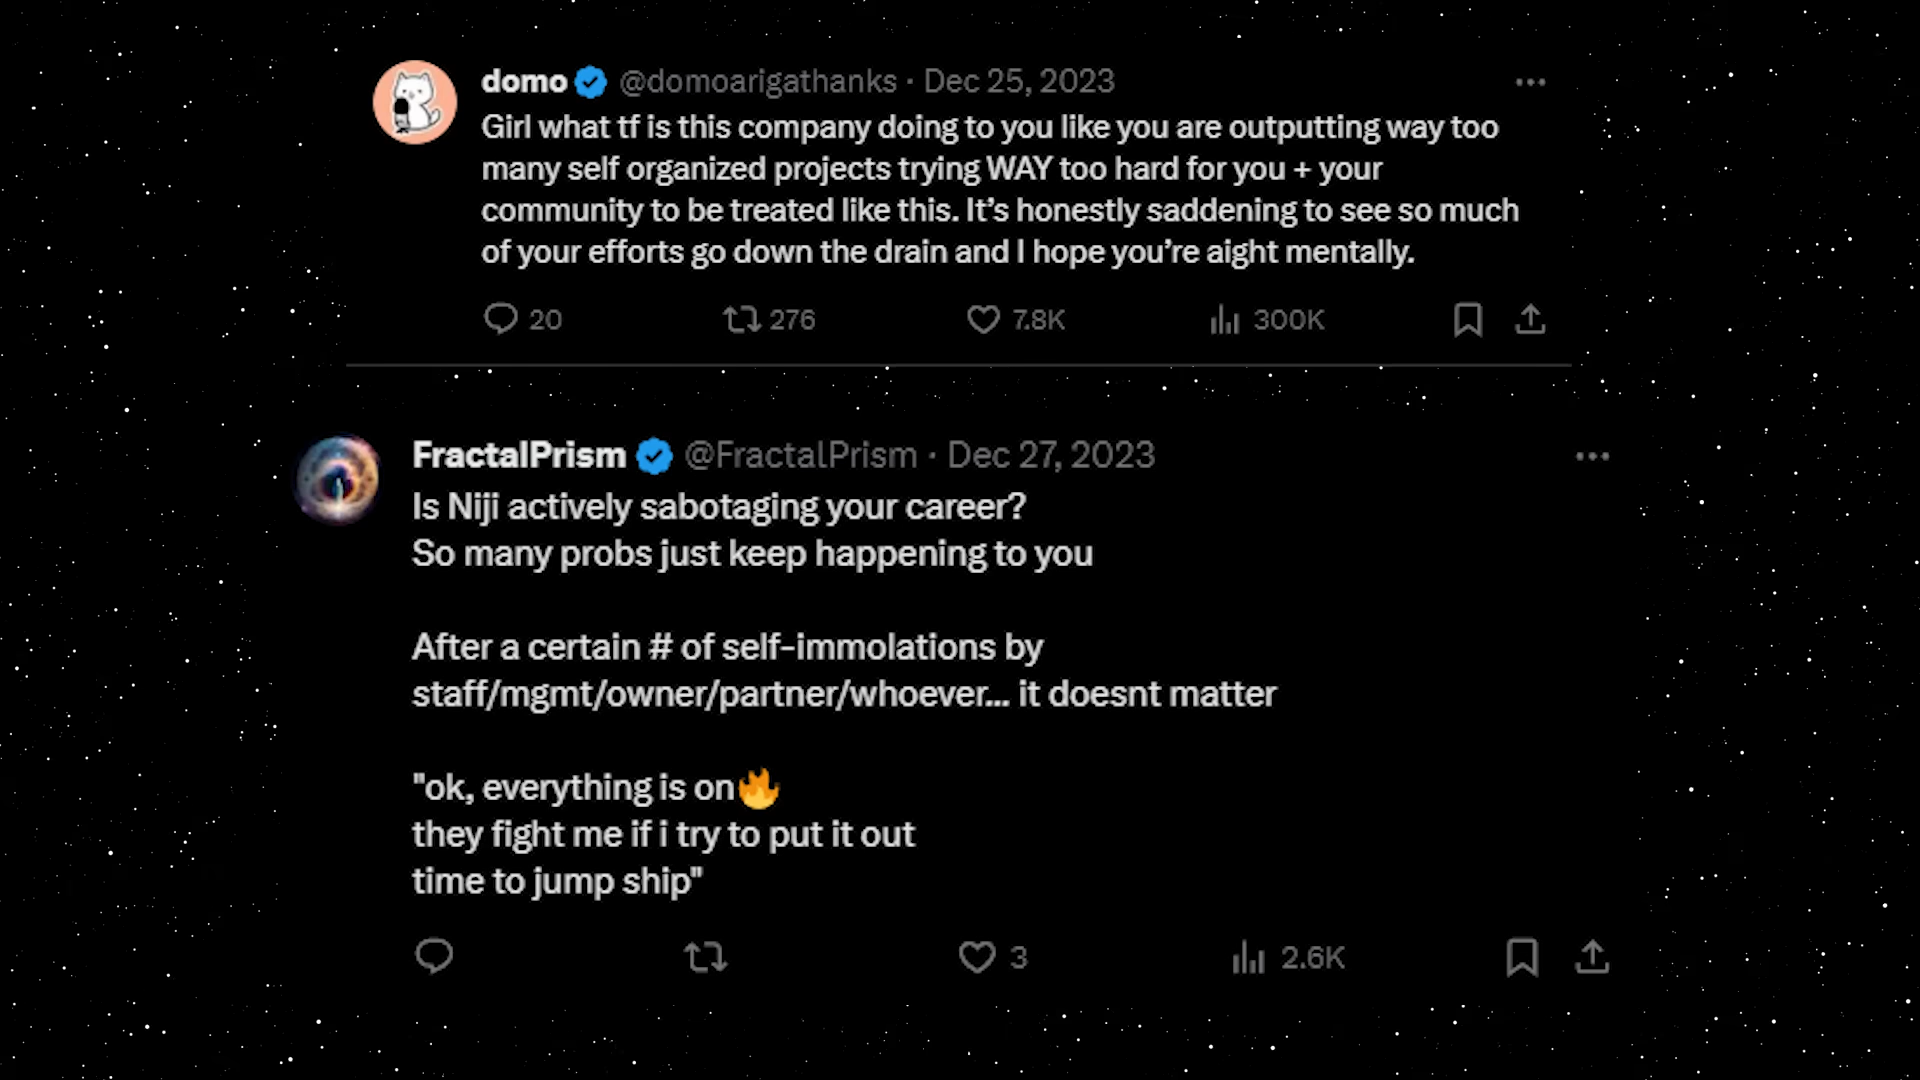 domo @domoarigathanks · Dec 25, 2023
Girl what tf is this company doing to you like you are outputting way too
many self organized projects trying WAY too hard for you + your
community to be treated like this. It’s honestly saddening to see so much
of your efforts go down the drain and I hope you’re aight mentally.
20 276 7.8K 300K
FractalPrism @FractalPrism · Dec 27, 2023
Is Niji actively sabotaging your career?
So many probs just keep happening to you
After a certain # of self-immolations by
staff/mgmt/owner/partner/whoever... it doesnt matter
"ok, everything is on🔥
they fight me if i try to put it out
time to jump ship"
3 2.6K